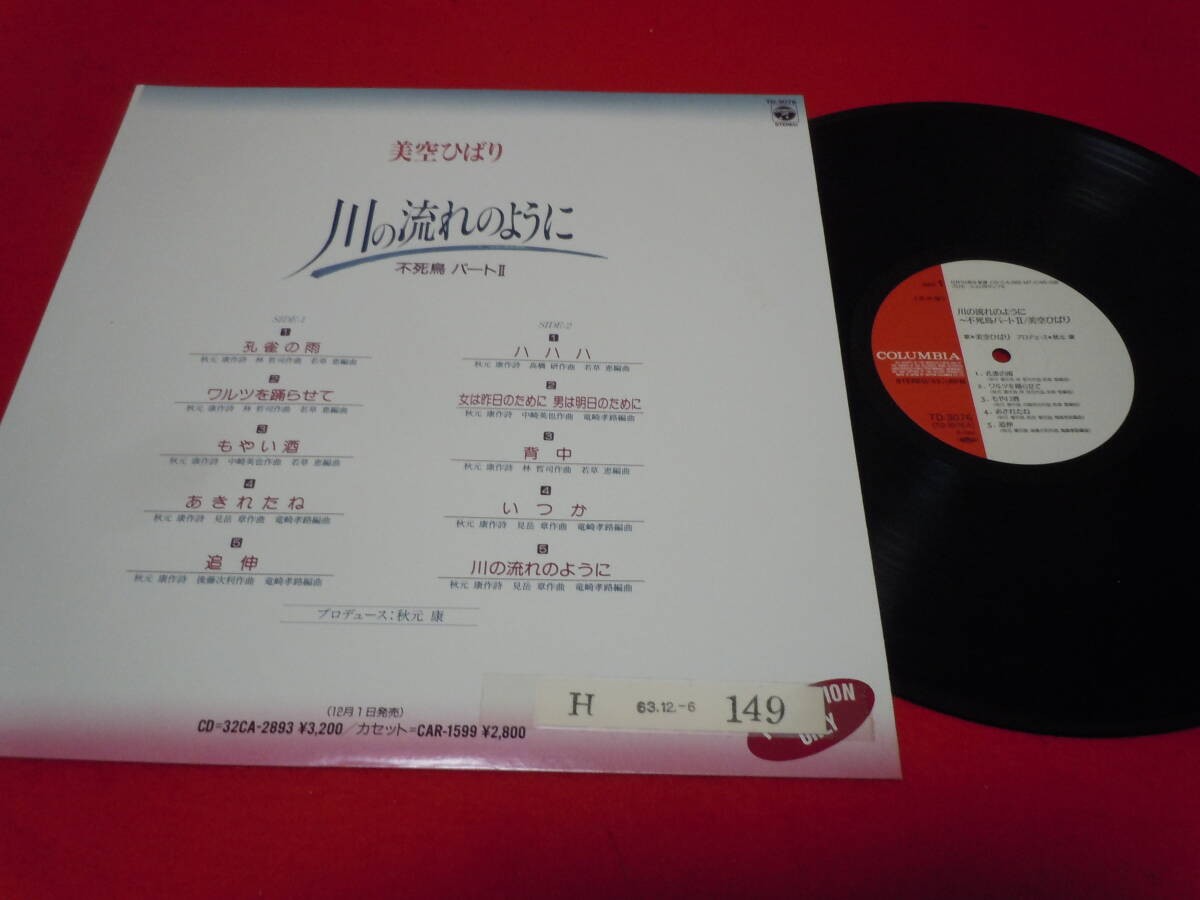 TD-3076
STEREO
美空ひばり
川の流れのように
不死鳥 パートⅡ
SIDE-1
1
孔雀の雨
秋元 康作詩 林 哲司作曲 若草 恵編曲
2
ワルツを踊らせて
秋元 康作詩 林 哲司作曲 若草 恵編曲
3
もやい酒
秋元 康作詩 中崎英也作曲 若草 恵編曲
4
あきれたね
秋元 康作詩 見岳 章作曲 竜崎孝路編曲
5
追伸
秋元 康作詩 後藤次利作曲 竜崎孝路編曲
SIDE-2
1
ハハハ
秋元 康作詩 高橋 研作曲 若草 恵編曲
2
女は昨日のために 男は明日のために
秋元 康作詩 中崎英也作曲 竜崎孝路編曲
3
背中
秋元 康作詩 林 哲司作曲 若草 恵編曲
4
いつか
秋元 康作詩 見岳 章作曲 竜崎孝路編曲
5
川の流れのように
秋元 康作詩 見岳 章作曲 竜崎孝路編曲
プロデュース:秋元 康
(12月1日発売)
CD=32CA-2893 ¥3,200/カセット=CAR-1599 ¥2,800
H 63.12.-6 149
ION
ONLY
川の流れのように
~不死鳥パートⅡ/美空ひばり
歌●美空ひばり プロデュース●秋元 康
COLUMBIA
1. 孔雀の雨
2. ワルツを踊らせて
3. もやい酒
4. あきれたね
5. 追伸
TD-3076